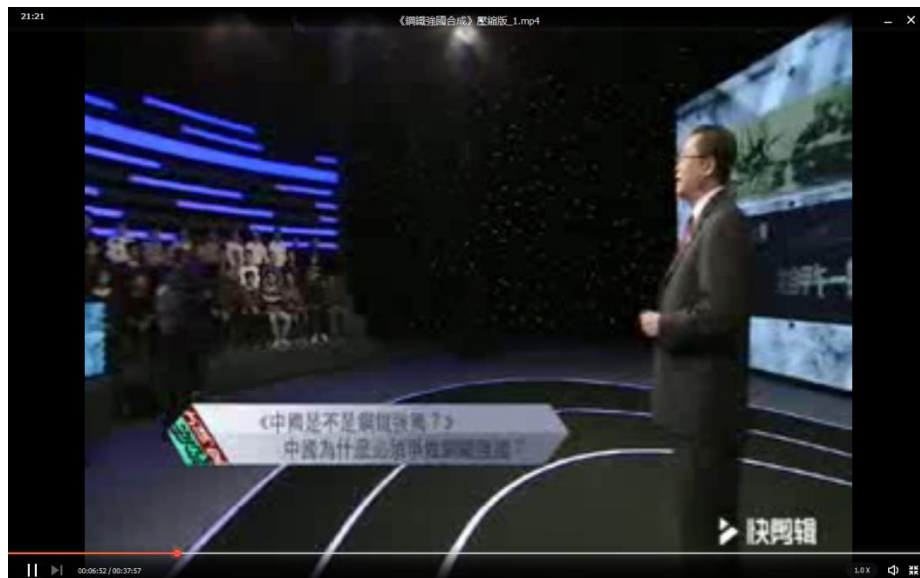 21:21
《鋼鐵強國合成》壓縮版_1.mp4
《中國是不是鋼鐵強國？》
中國為什麼必須爭做鋼鐵強國？
快剪辑
00:06:52 / 00:37:57
1.0 X